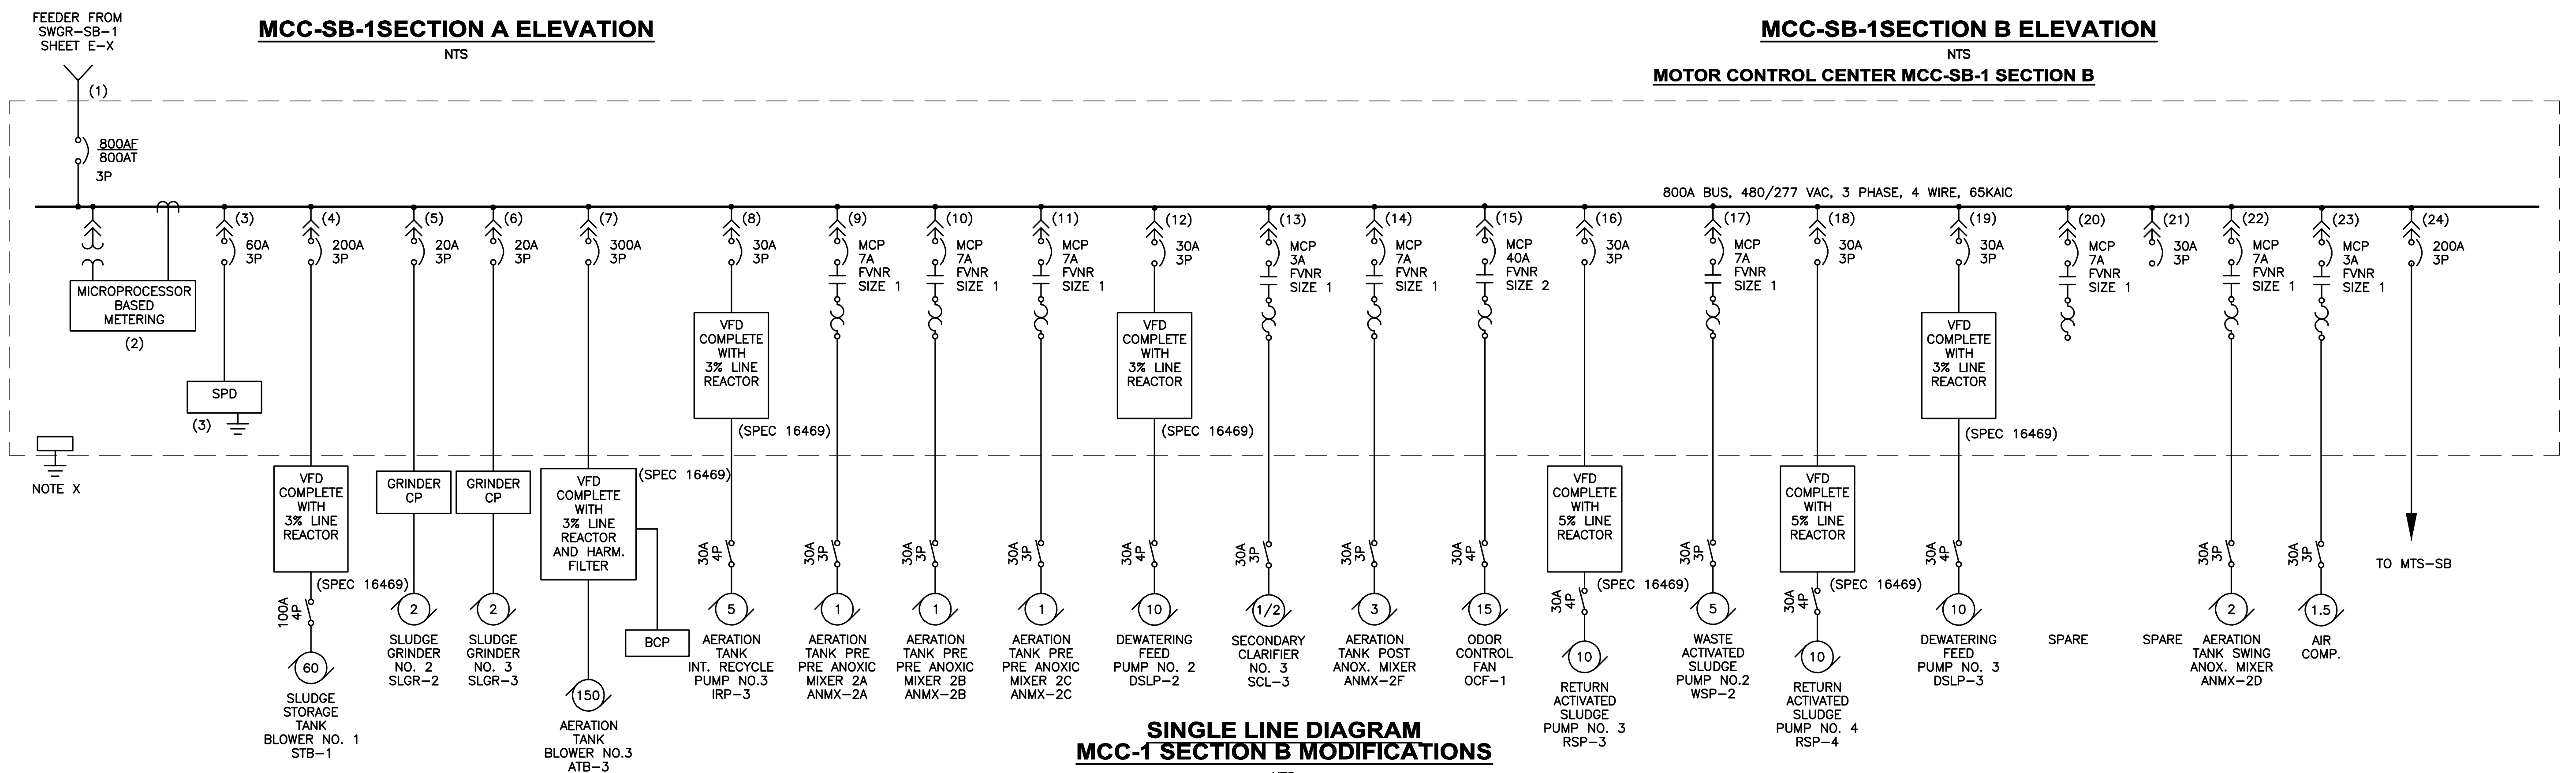 FEEDER FROM
SWGR-SB-1
SHEET E-X
MCC-SB-1SECTION A ELEVATION
NTS
MCC-SB-1SECTION B ELEVATION
NTS
MOTOR CONTROL CENTER MCC-SB-1 SECTION B
(1)
800AF
800AT
3P
800A BUS, 480/277 VAC, 3 PHASE, 4 WIRE, 65KAIC
MICROPROCESSOR
BASED
METERING
(2)
(3)
60A
3P
SPD
(3)
NOTE X
(4)
200A
3P
VFD
COMPLETE
WITH
3% LINE
REACTOR
(SPEC 16469)
100A
4P
60
SLUDGE
STORAGE
TANK
BLOWER NO. 1
STB-1
(5)
20A
3P
GRINDER
CP
2
SLUDGE
GRINDER
NO. 2
SLGR-2
(6)
20A
3P
GRINDER
CP
2
SLUDGE
GRINDER
NO. 3
SLGR-3
(7)
300A
3P
VFD
COMPLETE
WITH
3% LINE
REACTOR
AND HARM.
FILTER
(SPEC 16469)
BCP
150
AERATION
TANK
BLOWER NO.3
ATB-3
(8)
30A
3P
VFD
COMPLETE
WITH
3% LINE
REACTOR
(SPEC 16469)
30A
4P
5
AERATION
TANK
INT. RECYCLE
PUMP NO.3
IRP-3
(9)
MCP
7A
FVNR
SIZE 1
30A
3P
1
AERATION
TANK PRE
PRE ANOXIC
MIXER 2A
ANMX-2A
(10)
MCP
7A
FVNR
SIZE 1
30A
3P
1
AERATION
TANK PRE
PRE ANOXIC
MIXER 2B
ANMX-2B
(11)
MCP
7A
FVNR
SIZE 1
30A
3P
1
AERATION
TANK PRE
PRE ANOXIC
MIXER 2C
ANMX-2C
(12)
30A
3P
VFD
COMPLETE
WITH
3% LINE
REACTOR
(SPEC 16469)
30A
4P
10
DEWATERING
FEED
PUMP NO. 2
DSLP-2
(13)
MCP
3A
FVNR
SIZE 1
30A
3P
1/2
SECONDARY
CLARIFIER
NO. 3
SCL-3
(14)
MCP
7A
FVNR
SIZE 1
30A
3P
3
AERATION
TANK POST
ANOX. MIXER
ANMX-2F
(15)
MCP
40A
FVNR
SIZE 2
30A
4P
15
ODOR
CONTROL
FAN
OCF-1
(16)
30A
3P
VFD
COMPLETE
WITH
5% LINE
REACTOR
(SPEC 16469)
30A
4P
10
RETURN
ACTIVATED
SLUDGE
PUMP NO. 3
RSP-3
(17)
MCP
7A
FVNR
SIZE 1
30A
3P
5
WASTE
ACTIVATED
SLUDGE
PUMP NO.2
WSP-2
(18)
30A
3P
VFD
COMPLETE
WITH
5% LINE
REACTOR
(SPEC 16469)
30A
4P
10
RETURN
ACTIVATED
SLUDGE
PUMP NO. 4
RSP-4
(19)
30A
3P
VFD
COMPLETE
WITH
3% LINE
REACTOR
(SPEC 16469)
30A
4P
10
DEWATERING
FEED
PUMP NO. 3
DSLP-3
(20)
MCP
7A
FVNR
SIZE 1
SPARE
(21)
30A
3P
SPARE
(22)
MCP
7A
FVNR
SIZE 1
30A
3P
2
AERATION
TANK SWING
ANOX. MIXER
ANMX-2D
(23)
MCP
3A
FVNR
SIZE 1
30A
3P
1.5
AIR
COMP.
(24)
200A
3P
TO MTS-SB
SINGLE LINE DIAGRAM
MCC-1 SECTION B MODIFICATIONS